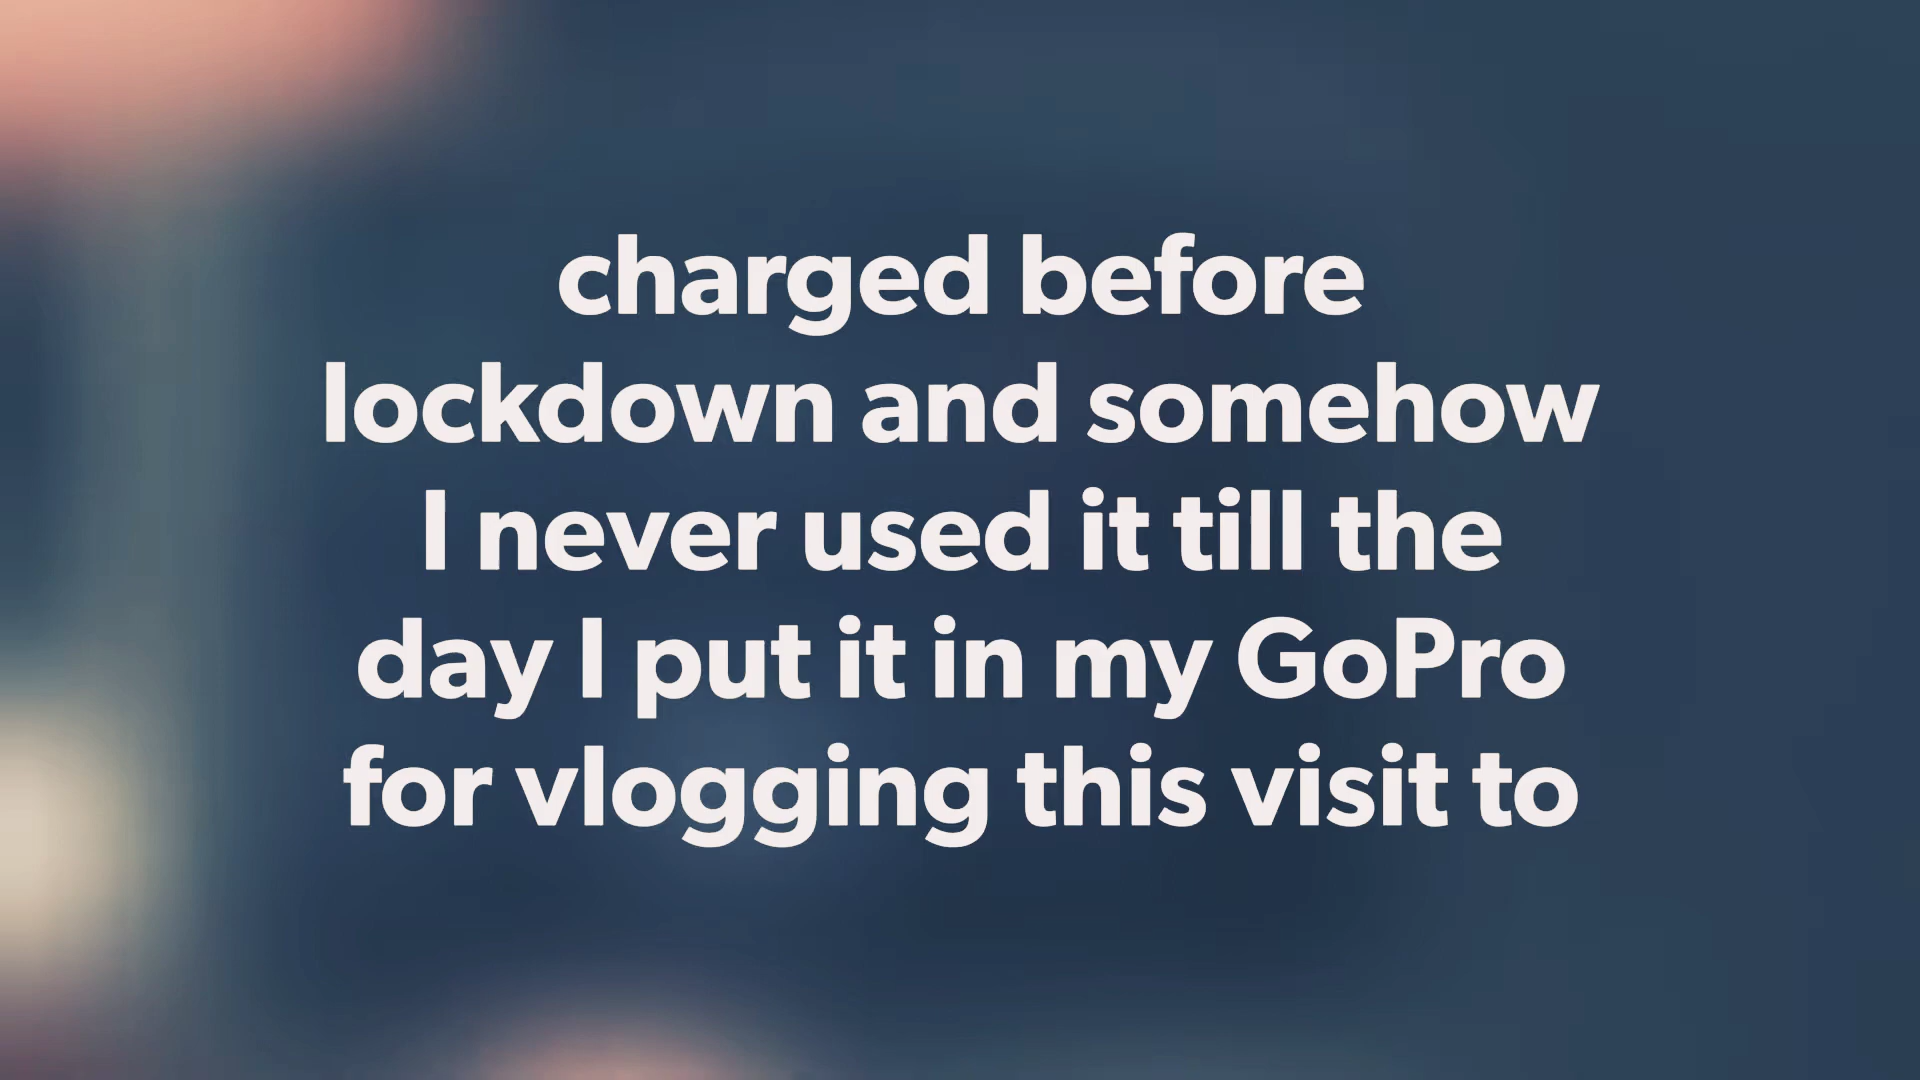 charged before
lockdown and somehow
I never used it till the
day I put it in my GoPro
for vlogging this visit to